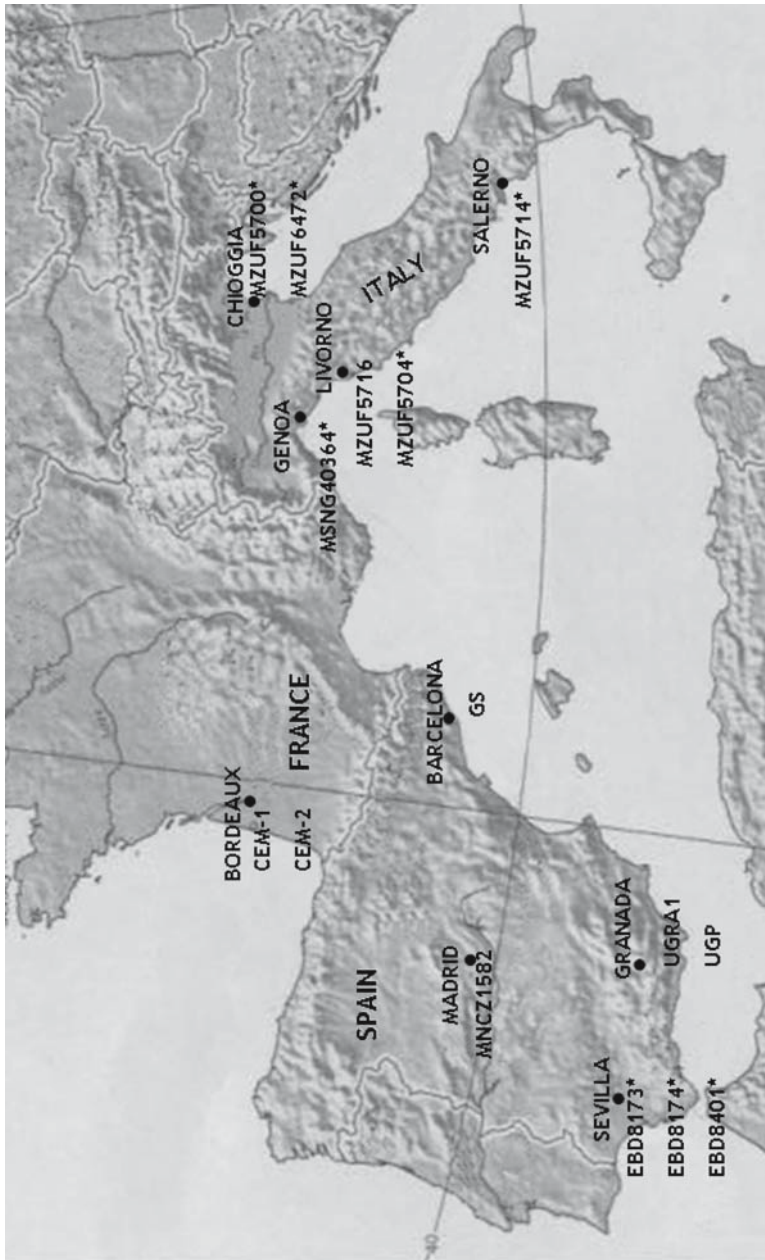 BORDEAUX
CEM-1
CEM-2
FRANCE
SPAIN
MADRID
MNCZ1582
BARCELONA
GS
SEVILLA
EBD8173*
EBD8174*
EBD8401*
GRANADA
UGRA1
UGP
GENOA
MSNG40364*
LIVORNO
MZUF5716
MZUF5704*
CHIOGGIA
MZUF5700*
MZUF6472*
ITALY
SALERNO
MZUF5714*